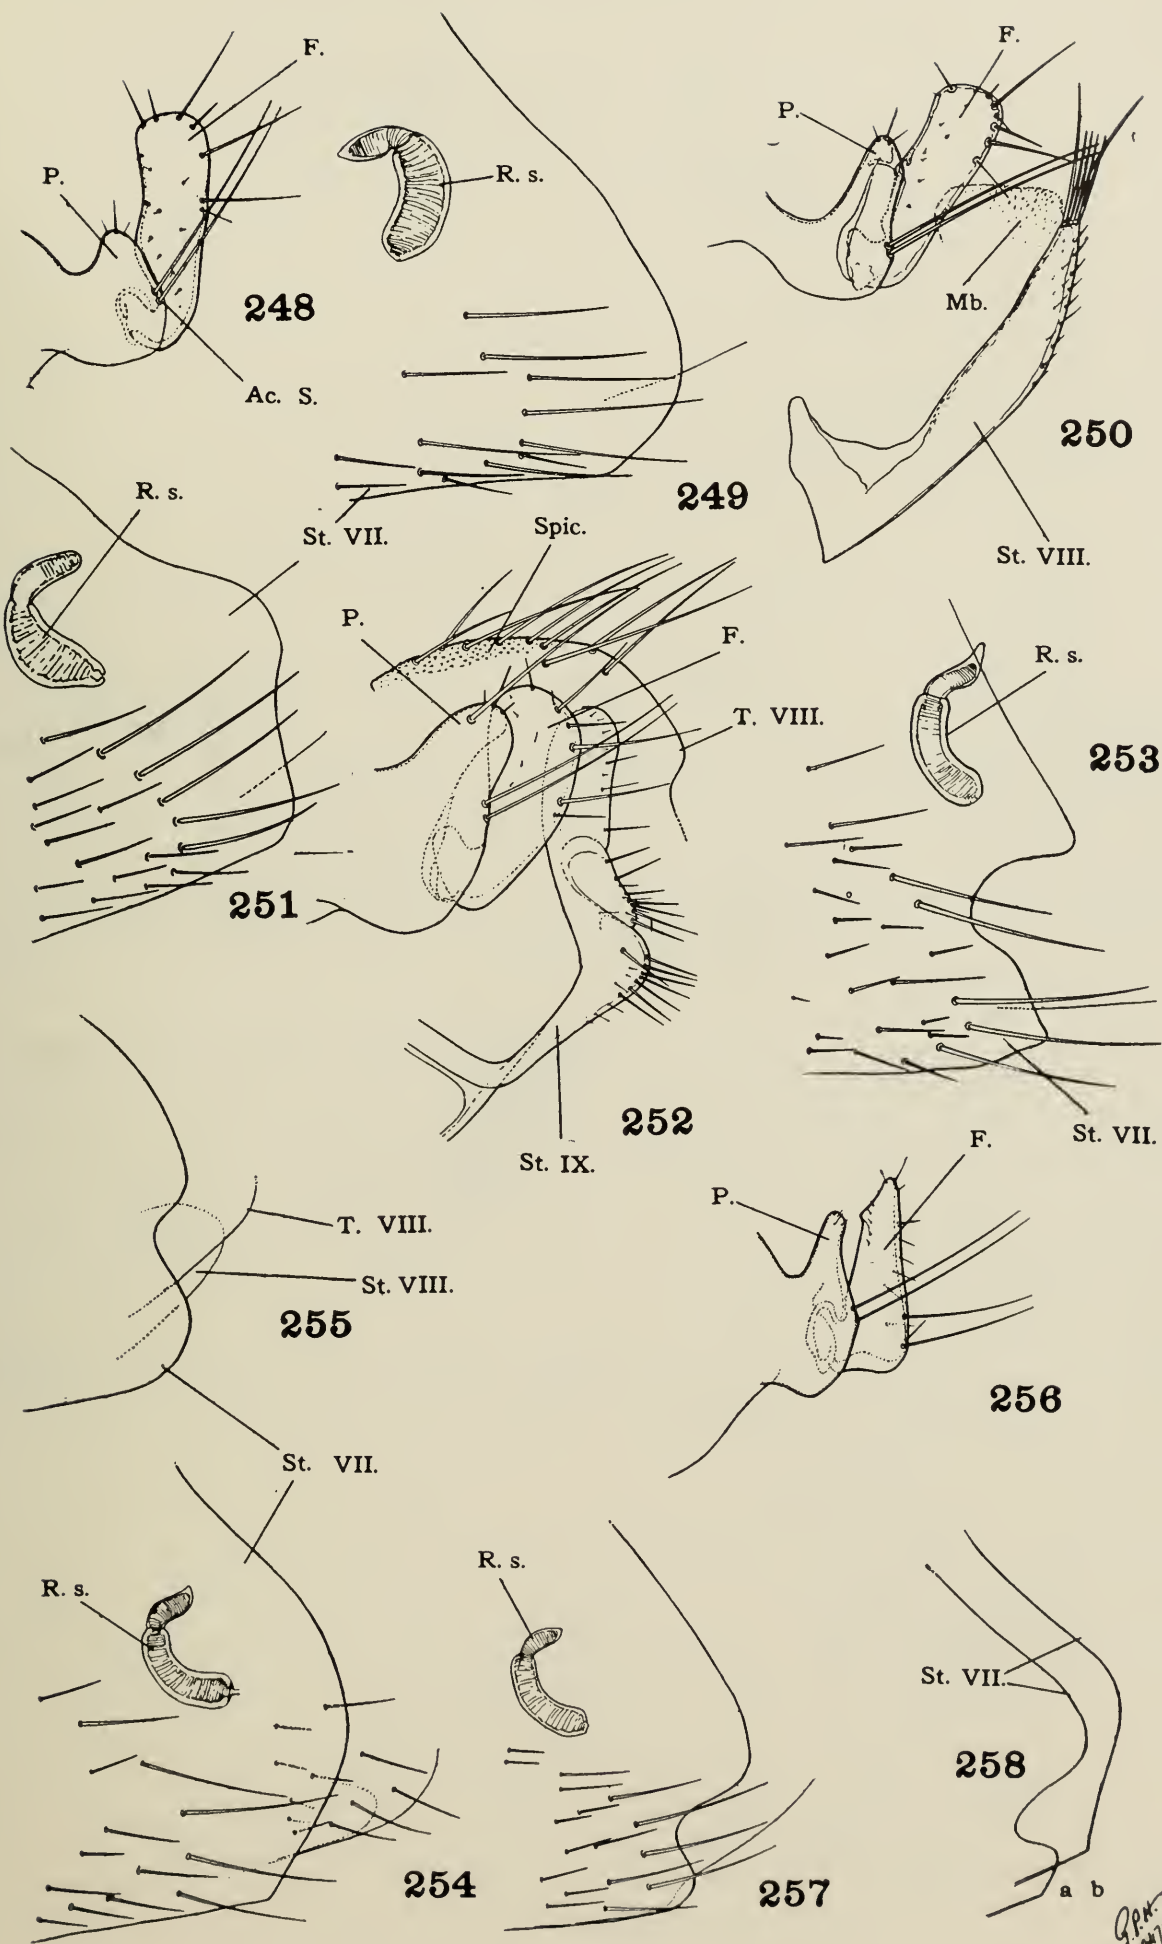 F.
P.
R. s.
248
Ac. S.
249
F.
P.
Mb.
250
St. VIII.
R. s.
St. VII.
251
Spic.
P.
F.
T. VIII.
252
St. IX.
R. s.
253
St. VII.
T. VIII.
St. VIII.
255
St. VII.
P.
F.
256
R. s.
254
R. s.
257
St. VII.
258
a b
G.P.H.